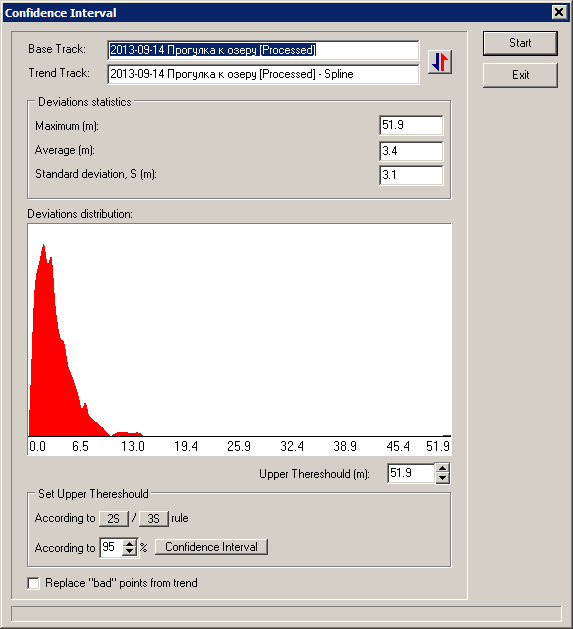 Confidence Interval
Base Track: 2013-09-14 Прогулка к озеру [Processed]
Start
Trend Track: 2013-09-14 Прогулка к озеру [Processed] - Spline
Exit
Deviations statistics
Maximum (m): 51.9
Average (m): 3.4
Standard deviation, S (m): 3.1
Deviations distribution:
0.0 6.5 13.0 19.4 25.9 32.4 38.9 45.4 51.9
Upper Thereshould (m): 51.9
Set Upper Thereshould
According to 2S / 3S rule
According to 95 % Confidence Interval
Replace "bad" points from trend